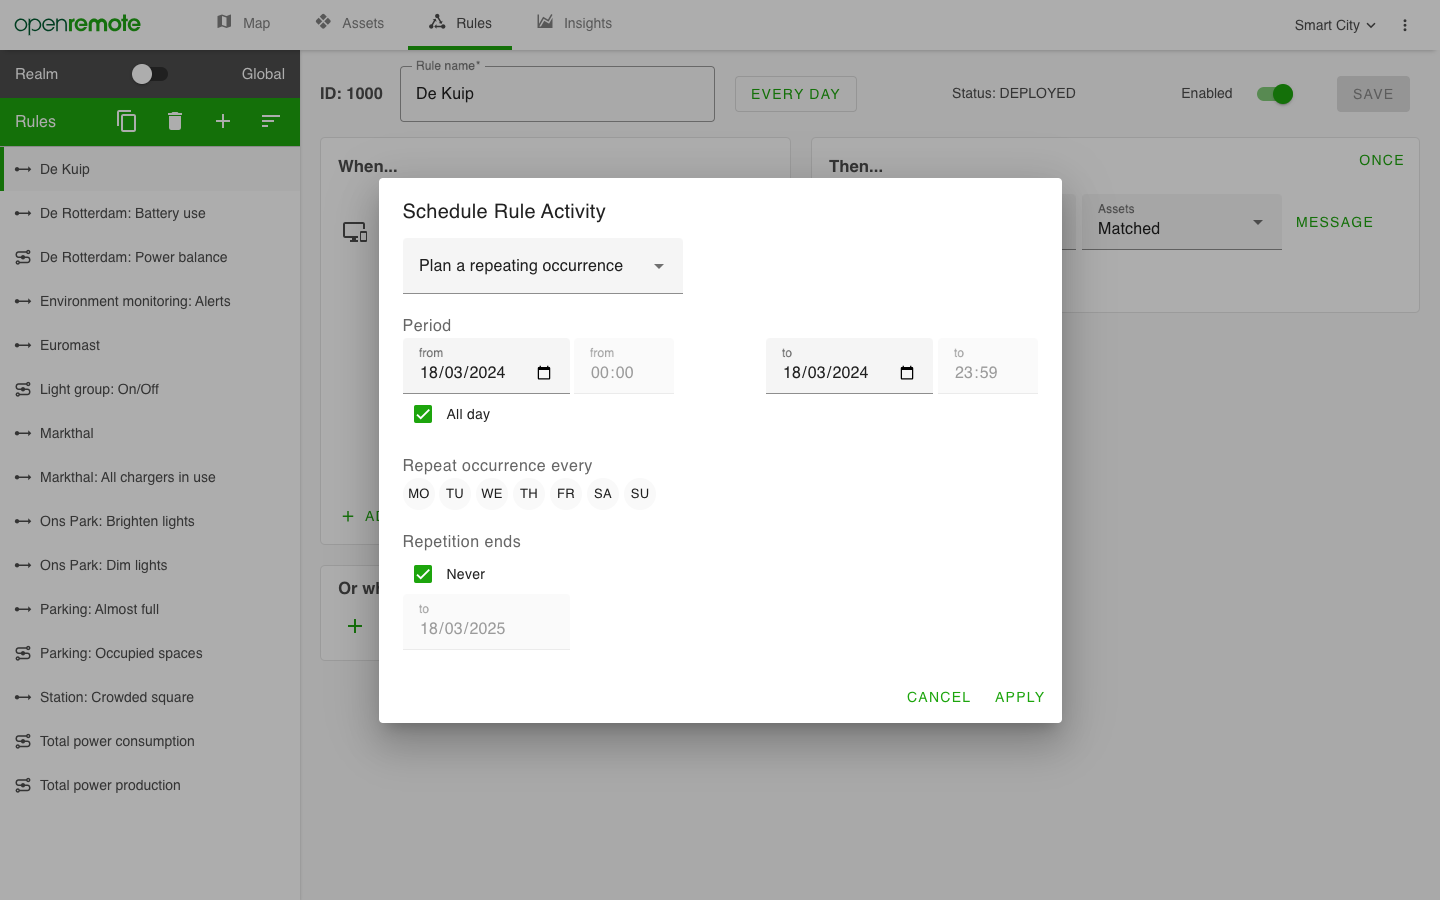 openremote
Map
Assets
Rules
Insights
Smart City
Realm
Global
Rules
De Kuip
De Rotterdam: Battery use
De Rotterdam: Power balance
Environment monitoring: Alerts
Euromast
Light group: On/Off
Markthal
Markthal: All chargers in use
Ons Park: Brighten lights
Ons Park: Dim lights
Parking: Almost full
Parking: Occupied spaces
Station: Crowded square
Total power consumption
Total power production
ID: 1000
Rule name*
De Kuip
EVERY DAY
Status: DEPLOYED
Enabled
SAVE
When...
Then...
ONCE
Assets
Matched
MESSAGE
Schedule Rule Activity
Plan a repeating occurrence
Period
from
18/03/2024
from
00:00
to
18/03/2024
to
23:59
All day
Repeat occurrence every
MO TU WE TH FR SA SU
Repetition ends
Never
to
18/03/2025
CANCEL
APPLY
Or